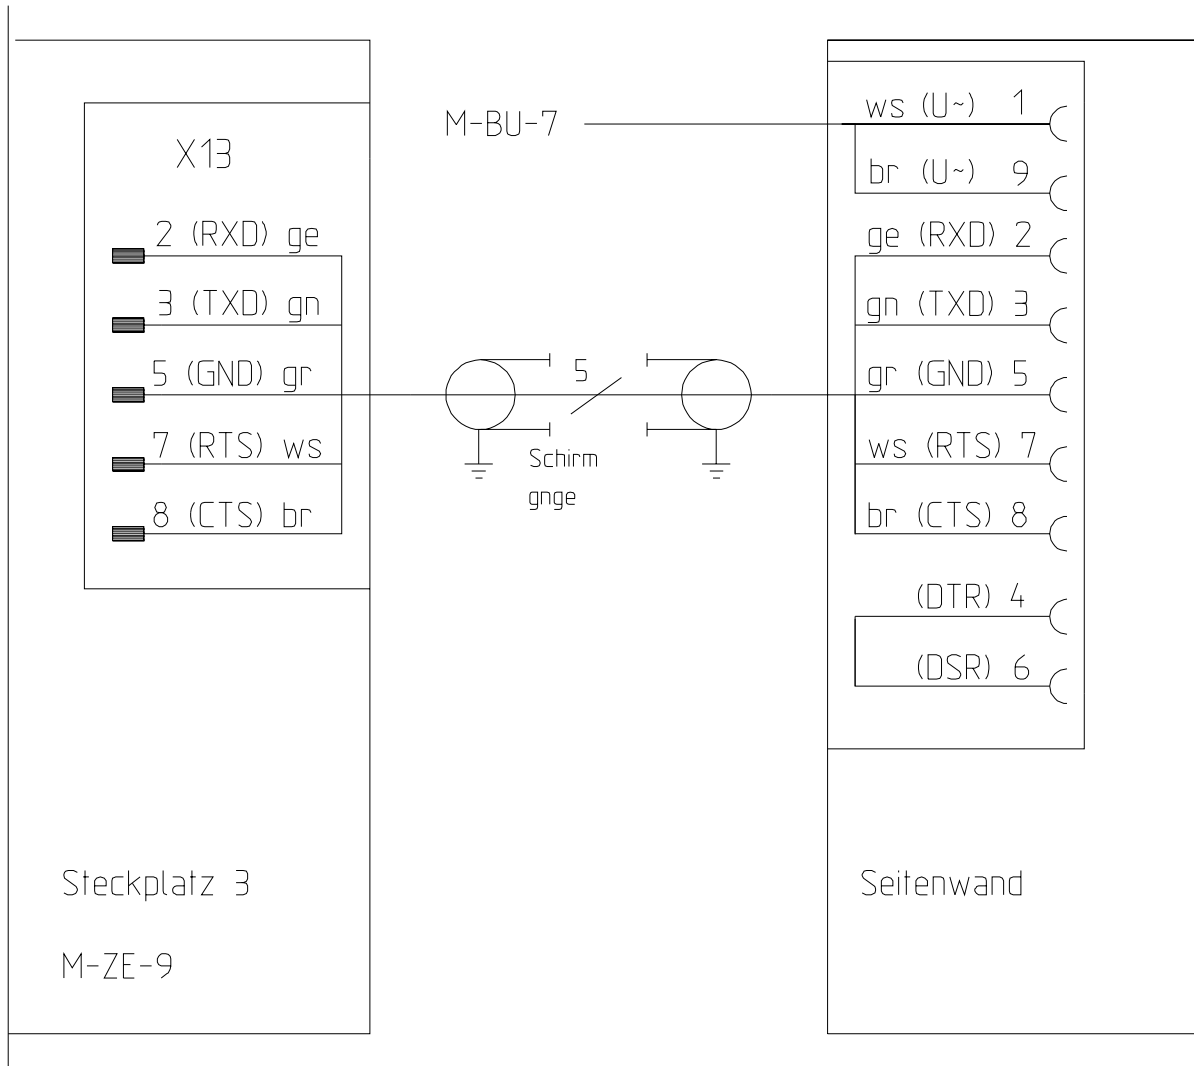 X13
2 (RXD) ge
3 (TXD) gn
5 (GND) gr
7 (RTS) ws
8 (CTS) br
Steckplatz 3
M-ZE-9
M-BU-7
5
Schirm
gnge
ws (U~) 1
br (U~) 9
ge (RXD) 2
gn (TXD) 3
gr (GND) 5
ws (RTS) 7
br (CTS) 8
(DTR) 4
(DSR) 6
Seitenwand